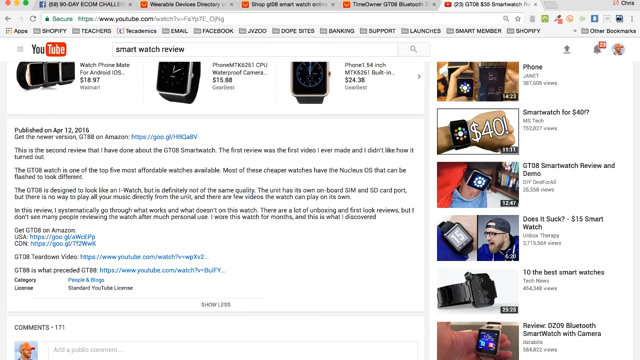 (59) 90-DAY ECOM CHALLENG
Wearable Devices Directory
Shop gt08 smart watch online
TimeOwner GT08 Bluetooth S
(23) GT08 $35 Smartwatch Re
Chris
Secure
https://www.youtube.com/watch?v=FaYp7E_OjNg
Apps
SHOPIFY
TEACHERS
Tecademics
EMAIL
FACEBOOK
JVZOO
DOPE SITES
BANKING
SUPPORT
LAUNCHES
SMART MEMBER
SHOPIFY
YouTube
smart watch review
23
Watch Phone Mate
For Android IOS...
$18.97
Walmart
PhoneMTK6261 CPU
Waterproof Camera...
$15.88
GearBest
Phone1.54 inch
MTK6261 Built-in...
$24.38
GearBest
Published on Apr 12, 2016
Get the newer version, GT88 on Amazon: https://goo.gl/H8Qa8V
This is the second review that I have done about the GT08 Smartwatch. The first review was the first video I ever made and I didn't like how it
turned out.
The GT08 watch is one of the top five most affordable watches available. Most of these cheaper watches have the Nucleus OS that can be
flashed to look different.
The GT08 is designed to look like an I-Watch, but is definitely not of the same quality. The unit has its own on-board SIM and SD card port,
but there is no way to play all your music directly from the unit, and there are few videos the watch can play on its own.
In this review, I systematically go through what works and what doesn't on this watch. There are a lot of unboxing and first look reviews, but I
don't see many people reviewing the watch after much personal use. I wore this watch for months, and this is what I discovered
Get GT08 on Amazon:
USA: https://goo.gl/aWcEPp
CDN: https://goo.gl/7f2WwK
GT08 Teardown Video: https://www.youtube.com/watch?v=wpXv2...
GT88 is what preceded GT88: https://www.youtube.com/watch?v=BuIFY...
Category
People & Blogs
License
Standard YouTube License
SHOW LESS
COMMENTS • 171
Add a public comment...
Phone
JANET
387,605 views
14:23
Smartwatch for $40!?
MS Tech
752,827 views
$40!
11:11
GT08 Smartwatch Review and
Demo
DIY OneForAll
26,558 views
12:47
Does It Suck? - $15 Smart
Watch
Unbox Therapy
3,715,564 views
6:20
10 the best smart watches
Tech News
454,348 views
25:25
Review: DZ09 Bluetooth
SmartWatch with Camera
databits
584,822 views